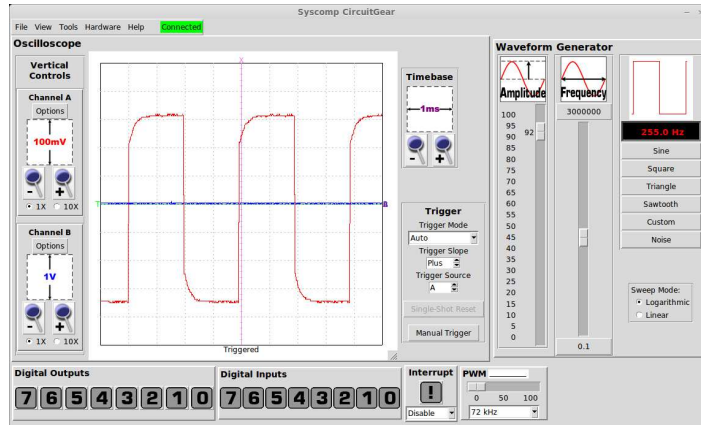 Syscomp CircuitGear
File View Tools Hardware Help Connected
Oscilloscope
Vertical
Controls
Channel A
Options
100mV
- +
1X 10X
Channel B
Options
1V
- +
1X 10X
X
T
B
Triggered
Timebase
1ms
- +
Trigger
Trigger Mode
Auto
Trigger Slope
Plus
Trigger Source
A
Single-Shot Reset
Manual Trigger
Waveform Generator
Amplitude
100
95
90
85
80
75
70
65
60
55
50
45
40
35
30
25
20
15
10
5
0
92
Frequency
3000000
0.1
255.0 Hz
Sine
Square
Triangle
Sawtooth
Custom
Noise
Sweep Mode:
Logarithmic
Linear
Digital Outputs
7 6 5 4 3 2 1 0
Digital Inputs
7 6 5 4 3 2 1 0
Interrupt
!
Disable
PWM
0 50 100
72 kHz